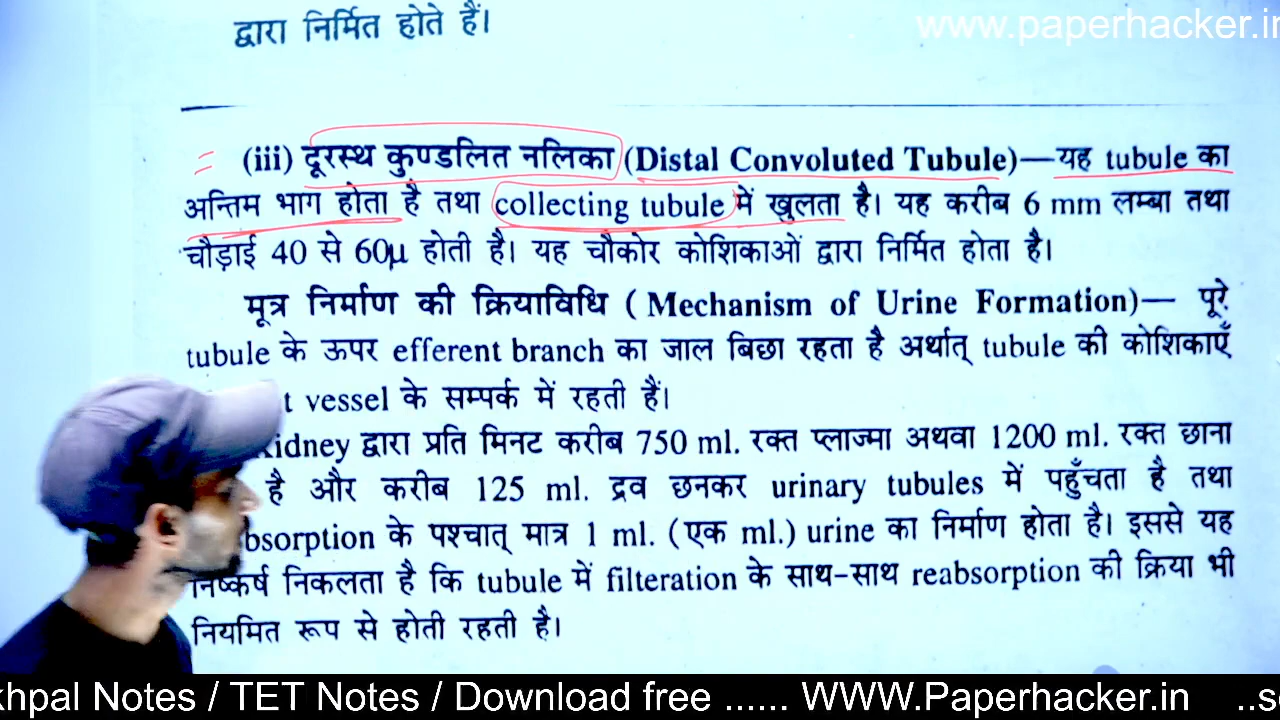 द्वारा निर्मित होते हैं।
www.paperhacker.in
(iii) दूरस्थ कुण्डलित नलिका (Distal Convoluted Tubule)—यह tubule का
अन्तिम भाग होता है तथा collecting tubule में खुलता है। यह करीब 6 mm लम्बा तथा
चौड़ाई 40 से 60µ होती है। यह चौकोर कोशिकाओं द्वारा निर्मित होता है।
मूत्र निर्माण की क्रियाविधि (Mechanism of Urine Formation)— पूरे
tubule के ऊपर efferent branch का जाल बिछा रहता है अर्थात् tubule की कोशिकाएँ
t vessel के सम्पर्क में रहती हैं।
kidney द्वारा प्रति मिनट करीब 750 ml. रक्त प्लाज्मा अथवा 1200 ml. रक्त छाना
है और करीब 125 ml. द्रव छनकर urinary tubules में पहुँचता है तथा
bsorption के पश्चात् मात्र 1 ml. (एक ml.) urine का निर्माण होता है। इससे यह
निष्कर्ष निकलता है कि tubule में filteration के साथ-साथ reabsorption की क्रिया भी
नियमित रूप से होती रहती है।
khpal Notes / TET Notes / Download free ...... WWW.Paperhacker.in ..s